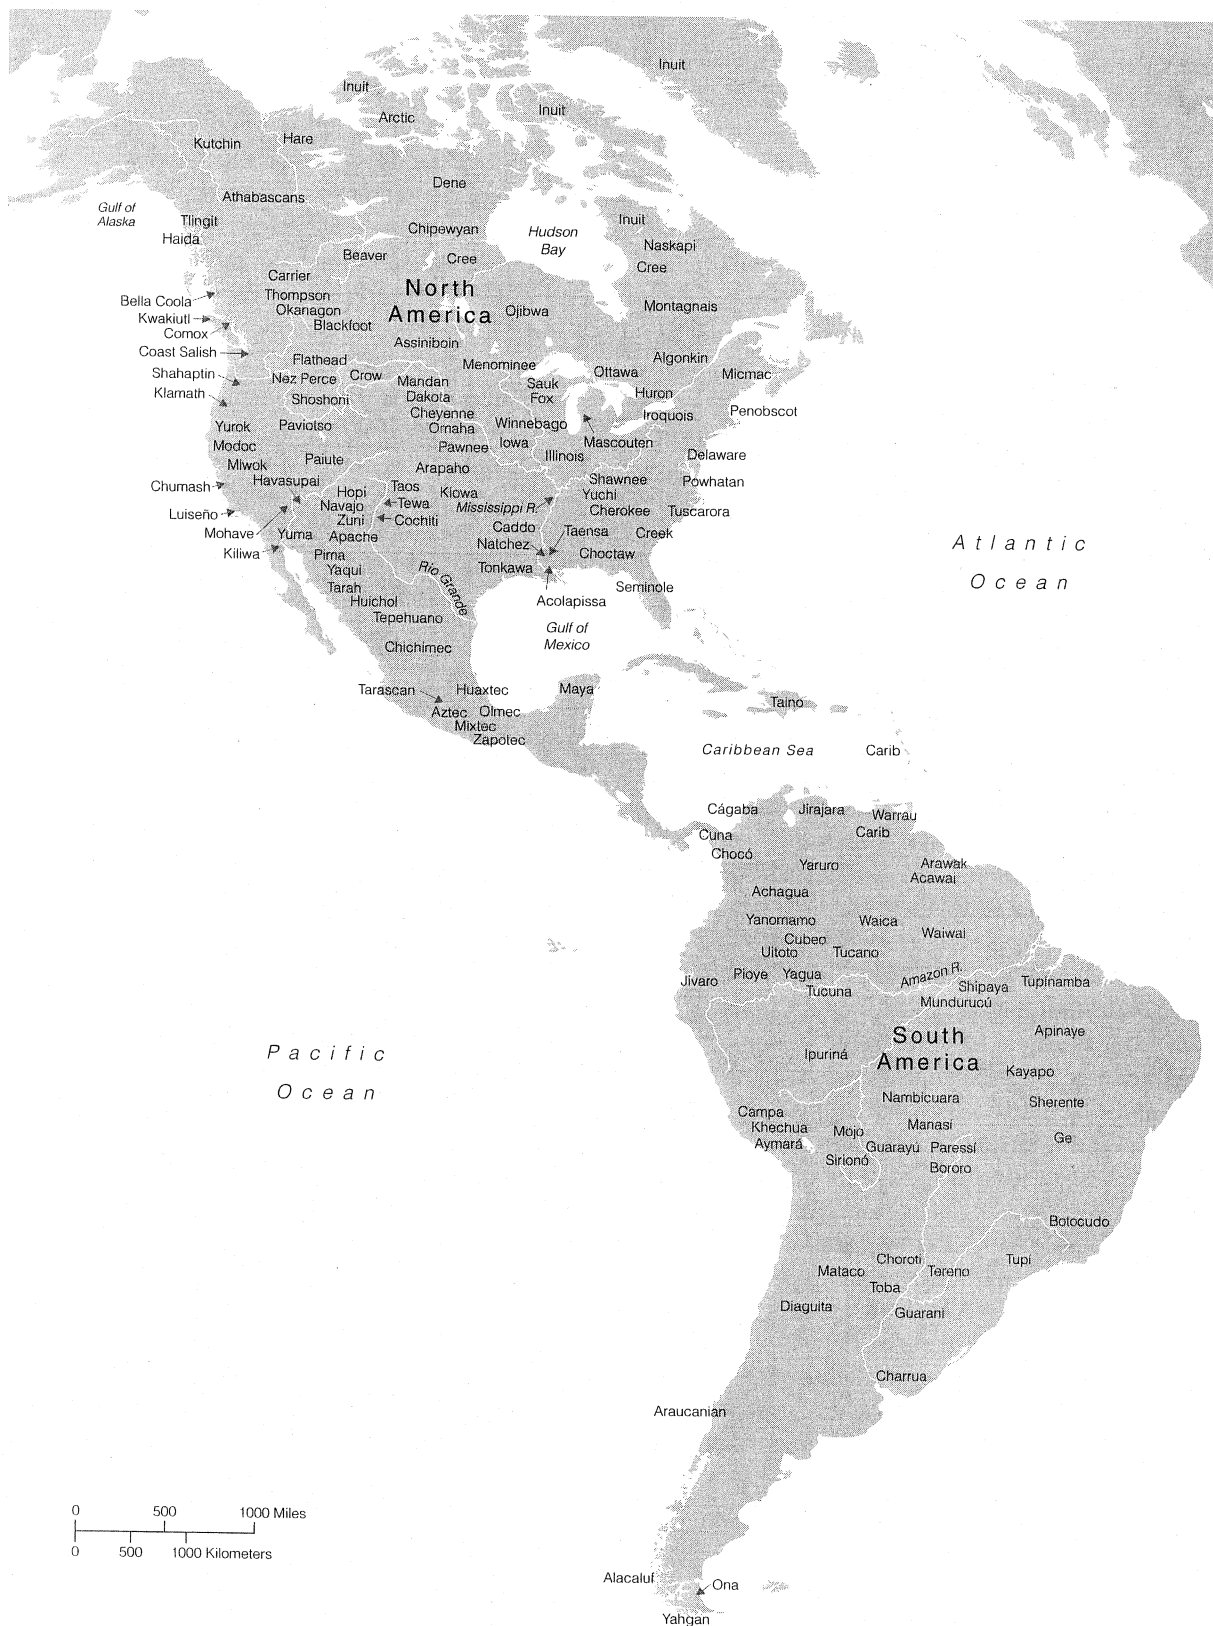 Inuit
Inuit
Arctic
Inuit
Kutchin
Hare
Dene
Athabascans
Gulf of
Alaska
Tlingit
Haida
Chipewyan
Hudson
Bay
Inuit
Naskapi
Beaver
Cree
Cree
Carrier
North
America
Bella Coola
Thompson
Okanagon
Ojibwa
Montagnais
Kwakiutl
Blackfoot
Comox
Assiniboin
Coast Salish
Flathead
Menominee
Algonkin
Shahaptin
Nez Perce
Crow
Mandan
Sauk
Fox
Ottawa
Micmac
Klamath
Shoshoni
Dakota
Huron
Cheyenne
Omaha
Winnebago
Iroquois
Penobscot
Yurok
Paviotso
Modoc
Pawnee
Iowa
Mascouten
Miwok
Paiute
Arapaho
Illinois
Delaware
Chumash
Havasupai
Hopi
Taos
Kiowa
Shawnee
Powhatan
Yuchi
Luiseño
Navajo
Tewa
Mississippi R.
Cherokee
Tuscarora
Zuni
Cochiti
Mohave
Yuma
Apache
Caddo
Taensa
Creek
Kiliwa
Pima
Natchez
Choctaw
Yaqui
Tonkawa
Tarah
Rio Grande
Seminole
Huichol
Acolapissa
Tepehuano
Gulf of
Mexico
Chichimec
Atlantic
Ocean
Tarascan
Huaxtec
Maya
Taino
Aztec
Olmec
Mixtec
Zapotec
Caribbean Sea
Carib
Cágaba
Jirajara
Warrau
Cuna
Carib
Chocó
Yaruro
Arawak
Acawai
Achagua
Yanomamo
Waica
Waiwai
Cubeo
Uitoto
Tucano
Jivaro
Pioye
Yagua
Amazon R.
Shipaya
Tupinamba
Tucuna
Mundurucú
South
America
Apinaye
Pacific
Ocean
Ipuriná
Kayapo
Nambicuara
Sherente
Campa
Khechua
Mojo
Manasi
Ge
Aymará
Guarayú
Paressí
Sirionó
Bororo
Botocudo
Choroti
Tupi
Mataco
Tereno
Toba
Diaguita
Guarani
Charrua
Araucanian
0 500 1000 Miles
0 500 1000 Kilometers
Alacaluf
Ona
Yahgan